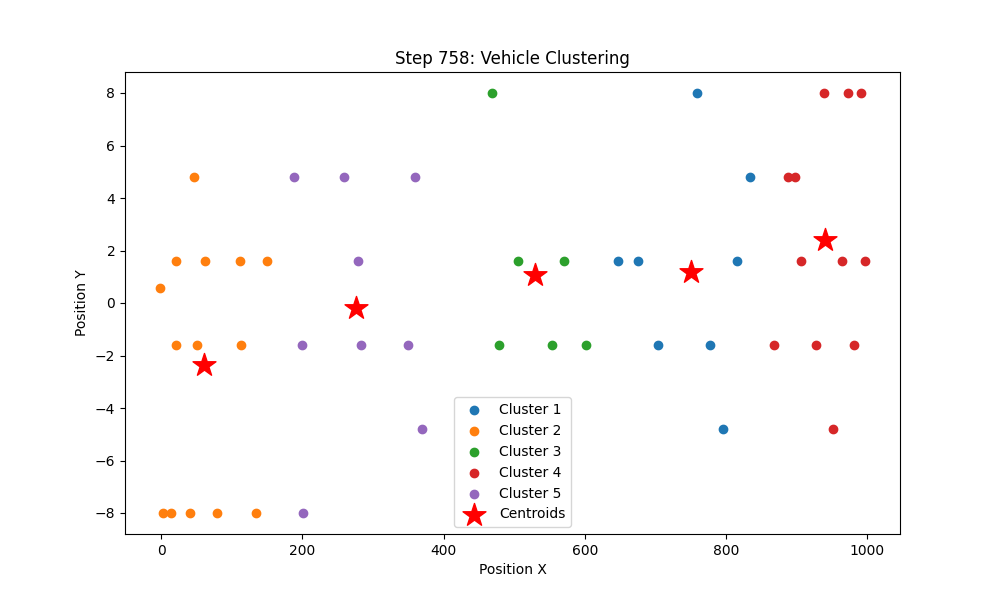 Step 758: Vehicle Clustering
Position Y
8
6
4
2
0
−2
−4
−6
−8
Cluster 1
Cluster 2
Cluster 3
Cluster 4
Cluster 5
Centroids
0 200 400 600 800 1000
Position X